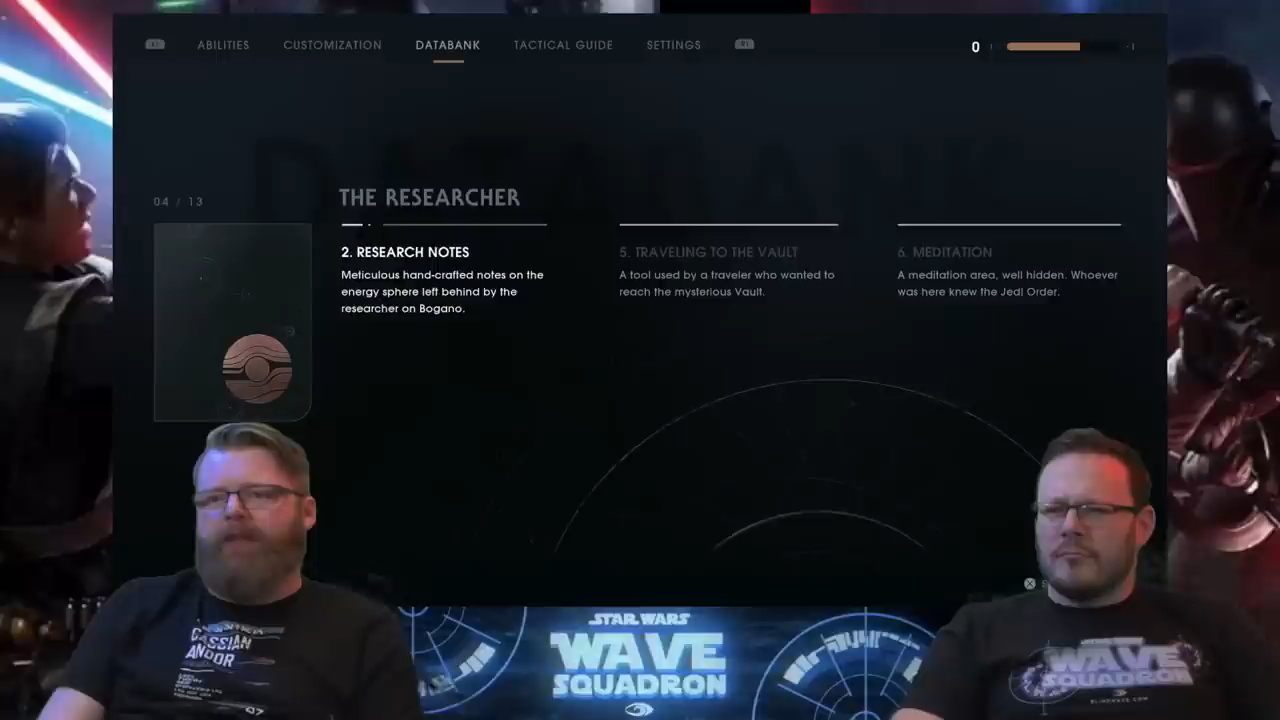 ABILITIES
CUSTOMIZATION
DATABANK
TACTICAL GUIDE
SETTINGS
0
DATABANK
04 / 13
THE RESEARCHER
2. RESEARCH NOTES
Meticulous hand-crafted notes on the
energy sphere left behind by the
researcher on Bogano.
5. TRAVELING TO THE VAULT
A tool used by a traveler who wanted to
reach the mysterious Vault.
6. MEDITATION
A meditation area, well hidden. Whoever
was here knew the Jedi Order.
CASSIAN
ANDOR
STAR WARS
WAVE
SQUADRON
WAVE
SQUADRON